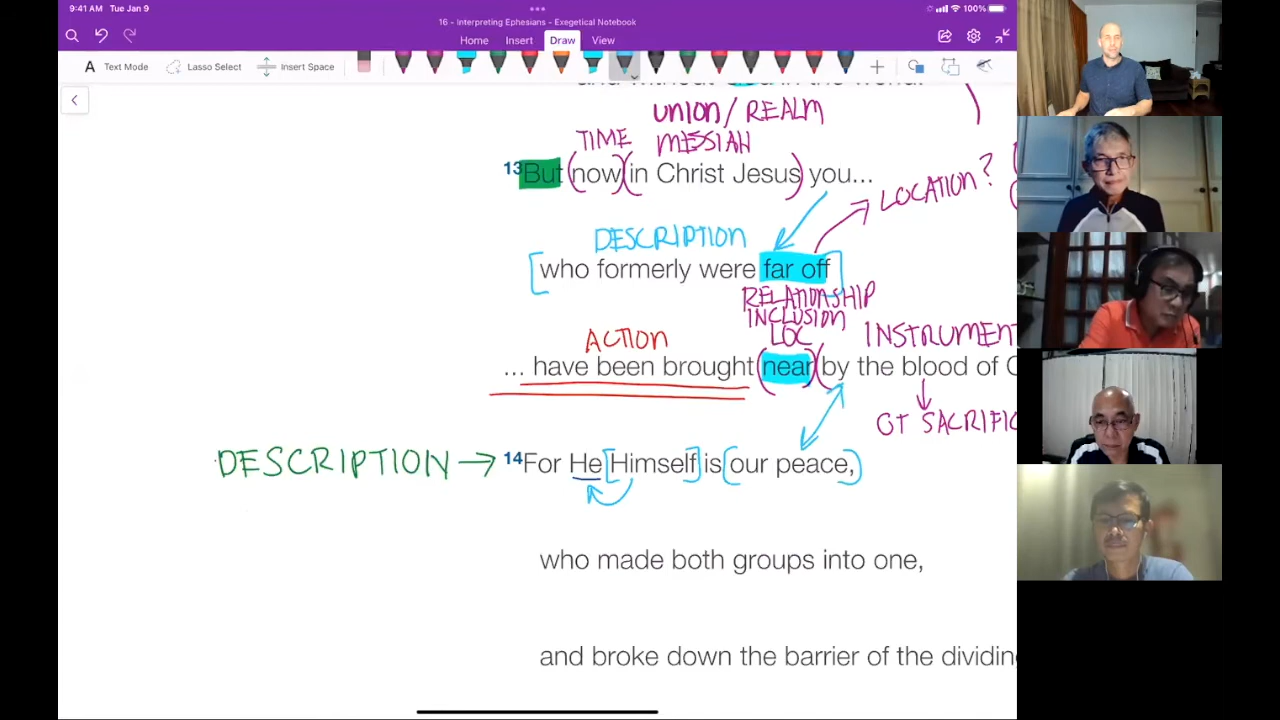 9:41 AM Tue Jan 9
100%
16 - Interpreting Ephesians - Exegetical Notebook
Home Insert Draw View
A Text Mode Lasso Select Insert Space
UNION / REALM
TIME MESSIAH
13But (now)(in Christ Jesus) you...
LOCATION?
DESCRIPTION
[who formerly were far off]
RELATIONSHIP
INCLUSION
ACTION LOC INSTRUMENT
... have been brought (near)(by the blood of C
OT SACRIFIC
DESCRIPTION → 14For He [Himself] is (our peace,)
who made both groups into one,
and broke down the barrier of the dividin